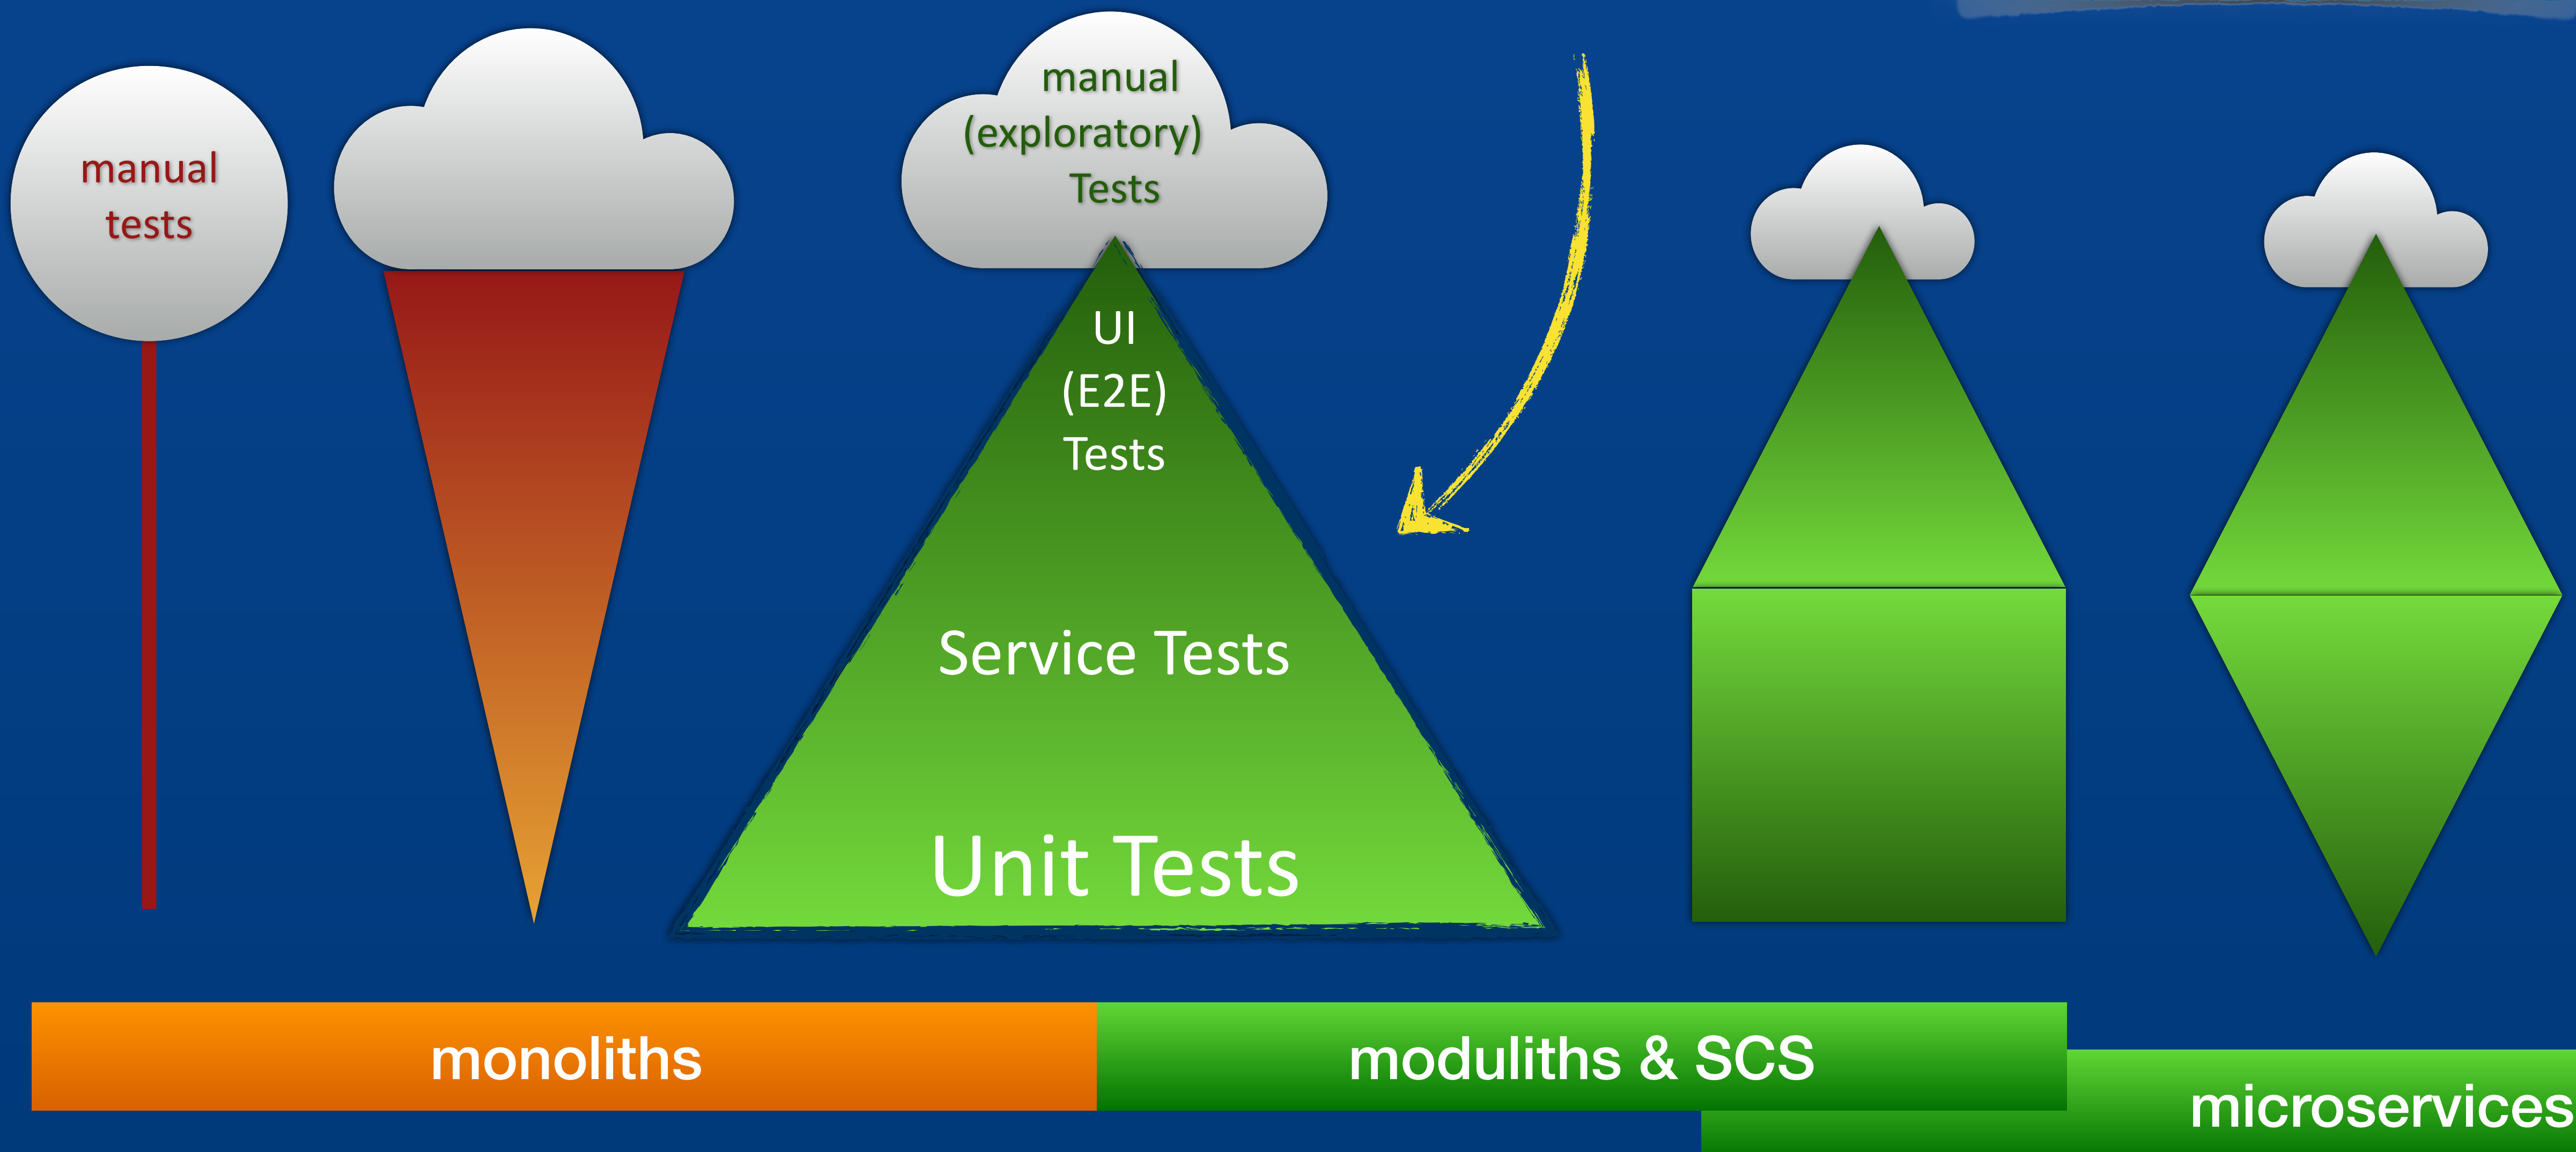 manual
tests
manual
(exploratory)
Tests
UI
(E2E)
Tests
Service Tests
Unit Tests
monoliths
moduliths & SCS
microservices